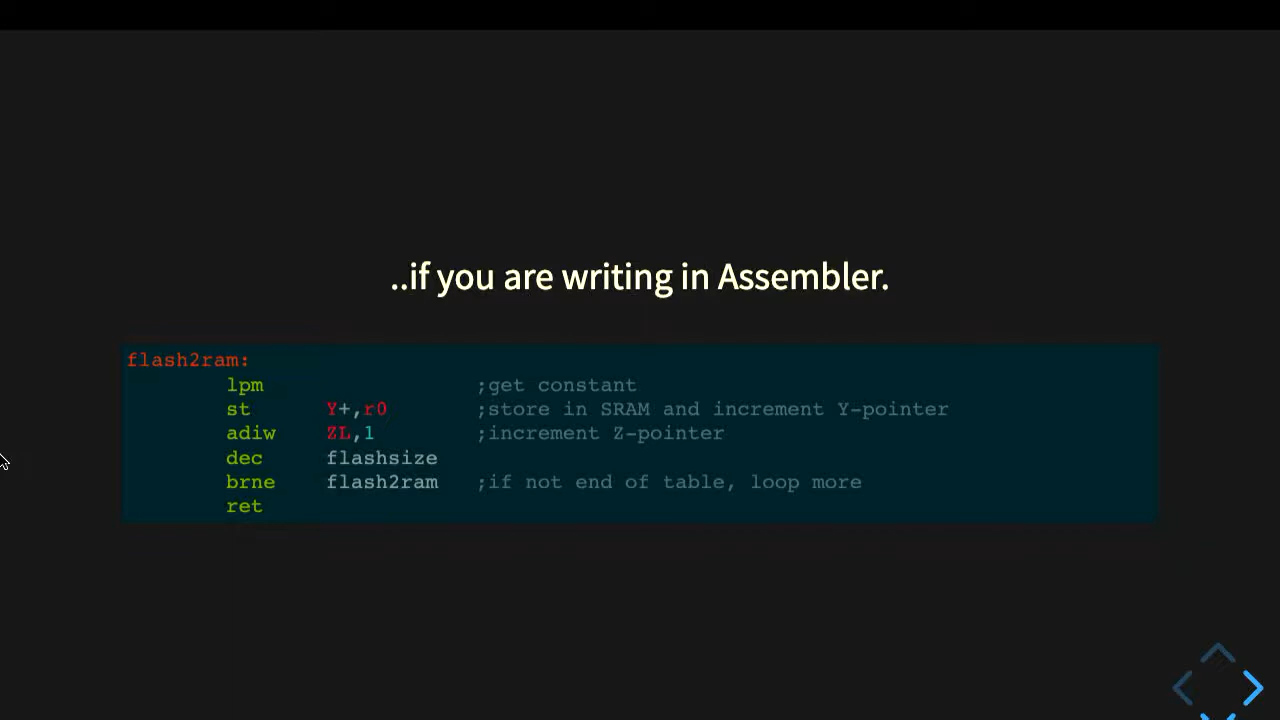 ..if you are writing in Assembler.
flash2ram:
lpm ;get constant
st Y+,r0 ;store in SRAM and increment Y-pointer
adiw ZL,1 ;increment Z-pointer
dec flashsize
brne flash2ram ;if not end of table, loop more
ret